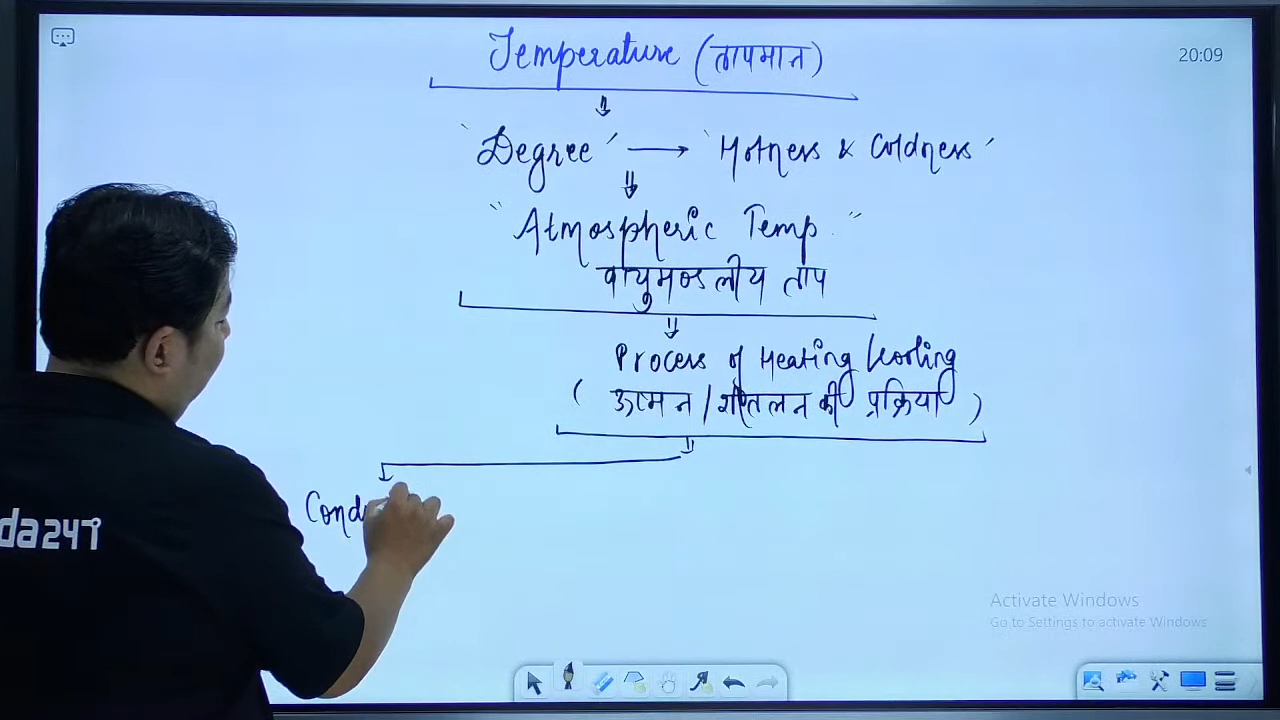 20:09
Temperature (तापमान)
`Degree´ → `Hotness & Coldness´
"Atmospheric Temp."
वायुमण्डलीय ताप
Process of Heating/Cooling
( ऊष्मन/शीतलन की प्रक्रिया )
Cond
da247
Activate Windows
Go to Settings to activate Windows